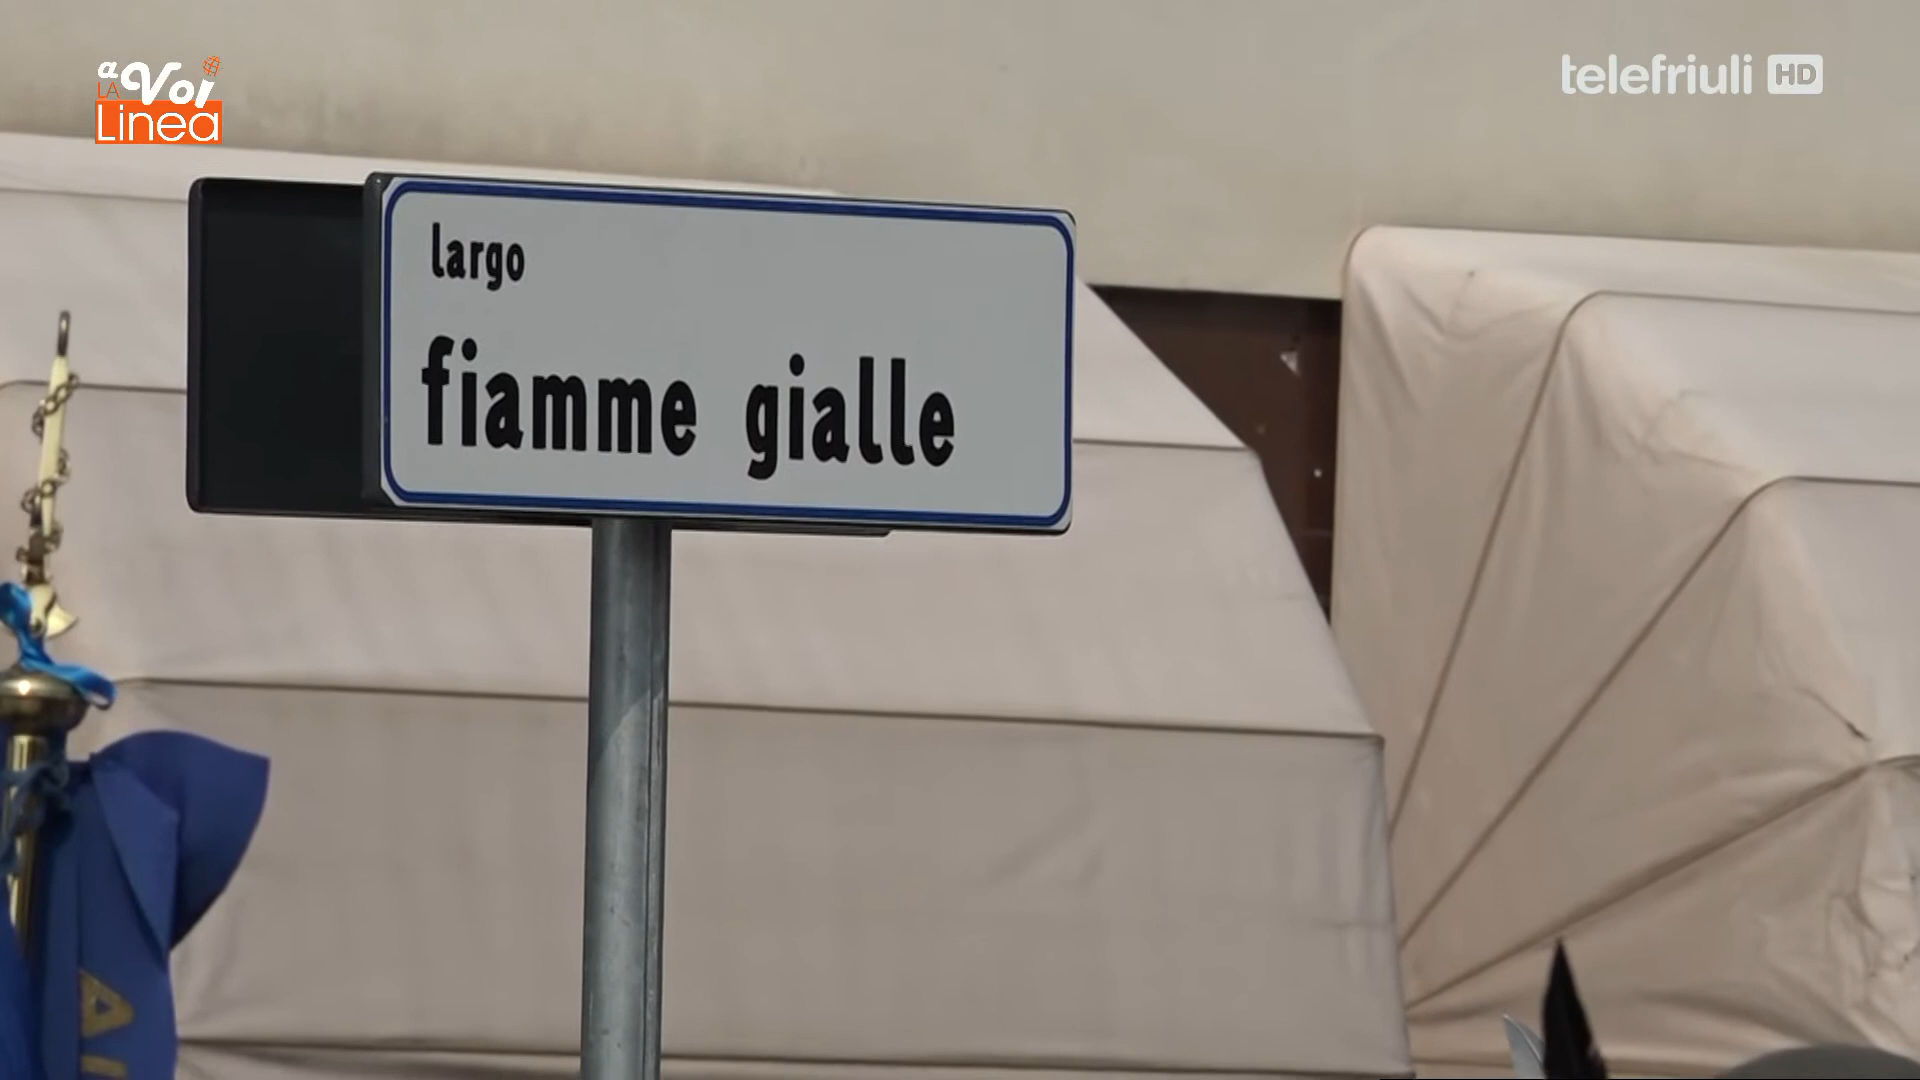 a Voi
LA
Linea
telefriuli HD
largo
fiamme gialle